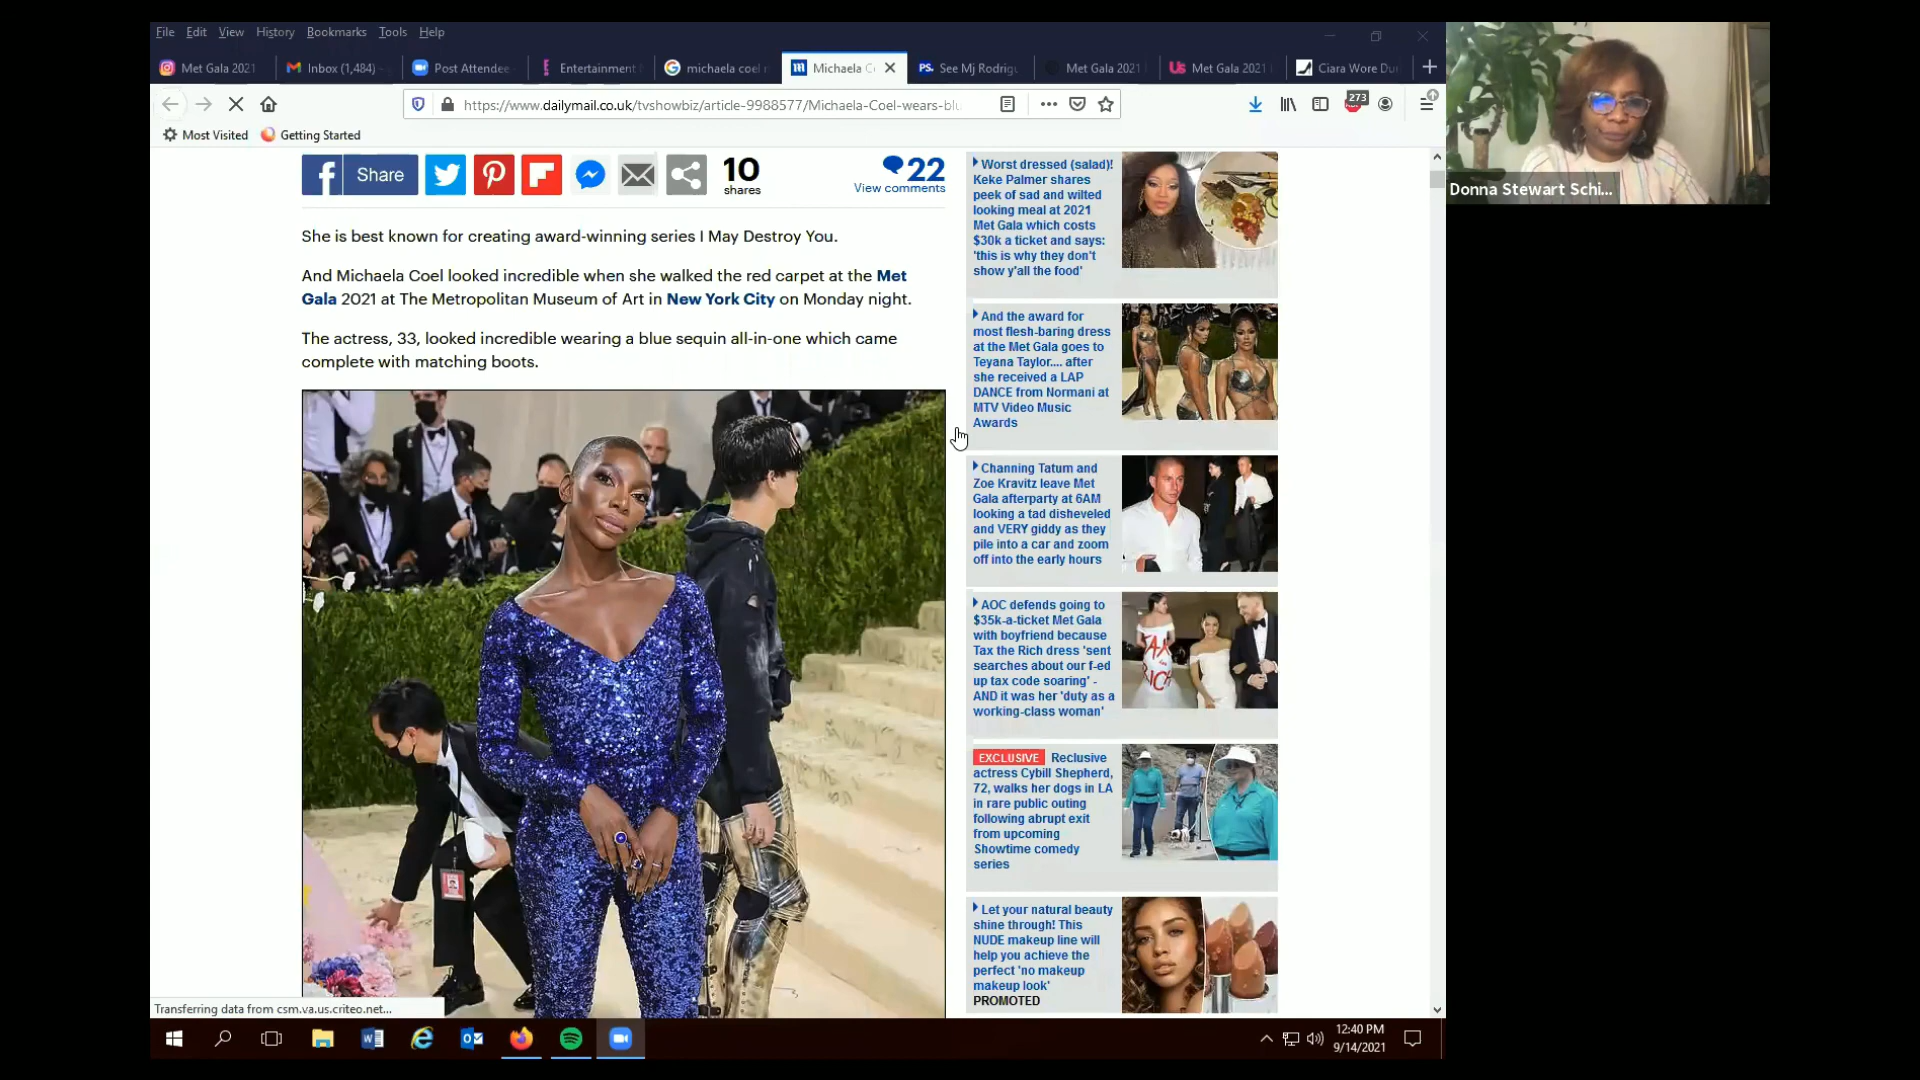 File Edit View History Bookmarks Tools Help
Met Gala 2021
Inbox (1,484)
Post Attendee
Entertainment
michaela coel
Michaela C
PS. See Mj Rodrig
Met Gala 2021
Us Met Gala 2021
Ciara Wore Du
https://www.dailymail.co.uk/tvshowbiz/article-9988577/Michaela-Coel-wears-blu
273
Most Visited Getting Started
Donna Stewart Schi...
Share
10
shares
22
View comments
She is best known for creating award-winning series I May Destroy You.
And Michaela Coel looked incredible when she walked the red carpet at the Met
Gala 2021 at The Metropolitan Museum of Art in New York City on Monday night.
The actress, 33, looked incredible wearing a blue sequin all-in-one which came
complete with matching boots.
Worst dressed (salad)!
Keke Palmer shares
peek of sad and wilted
looking meal at 2021
Met Gala which costs
$30k a ticket and says:
'this is why they don't
show y'all the food'
And the award for
most flesh-baring dress
at the Met Gala goes to
Teyana Taylor.... after
she received a LAP
DANCE from Normani at
MTV Video Music
Awards
Channing Tatum and
Zoe Kravitz leave Met
Gala afterparty at 6AM
looking a tad disheveled
and VERY giddy as they
pile into a car and zoom
off into the early hours
AOC defends going to
$35k-a-ticket Met Gala
with boyfriend because
Tax the Rich dress 'sent
searches about our f-ed
up tax code soaring' -
AND it was her 'duty as a
working-class woman'
EXCLUSIVE Reclusive
actress Cybill Shepherd,
72, walks her dogs in LA
in rare public outing
following abrupt exit
from upcoming
Showtime comedy
series
Let your natural beauty
shine through! This
NUDE makeup line will
help you achieve the
perfect 'no makeup
makeup look'
PROMOTED
Transferring data from csm.va.us.criteo.net...
12:40 PM
9/14/2021